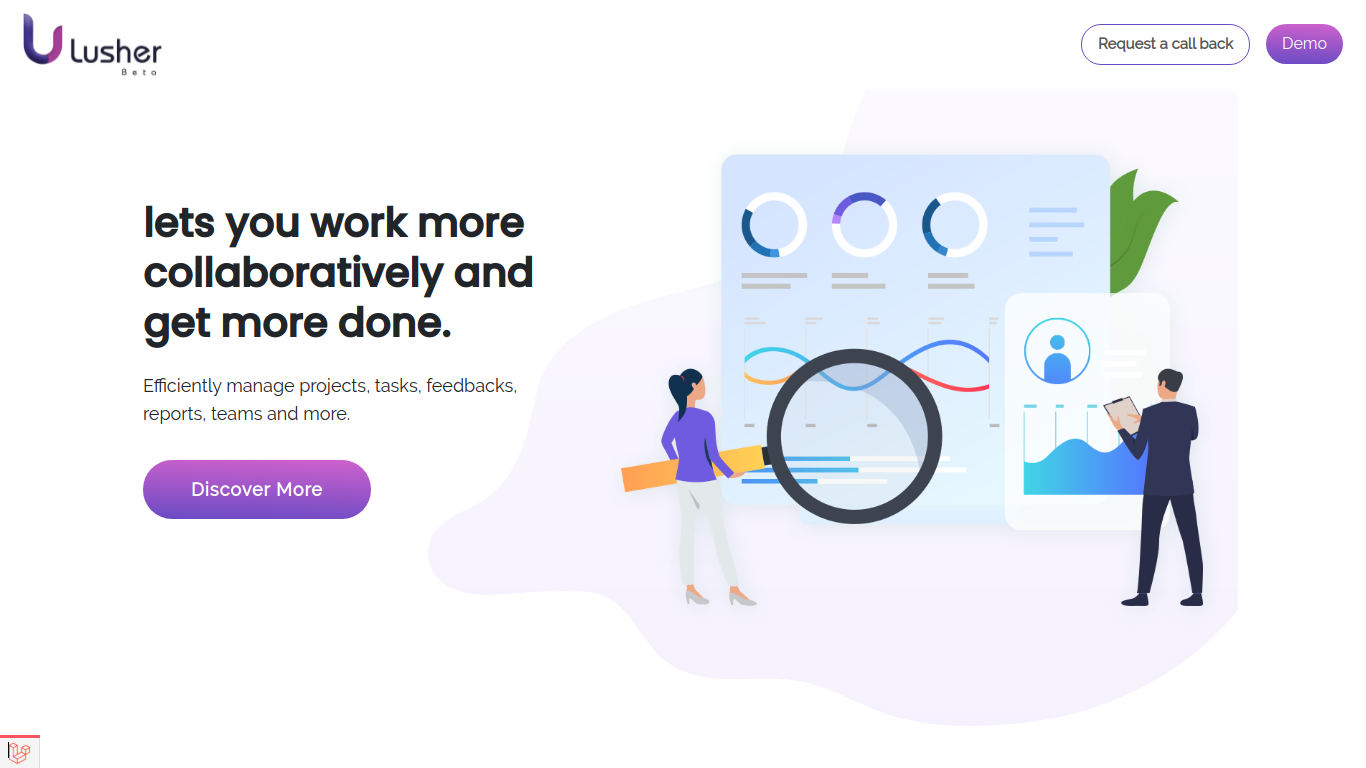 Lusher
Beta
Request a call back
Demo
lets you work more
collaboratively and
get more done.
Efficiently manage projects, tasks, feedbacks,
reports, teams and more.
Discover More